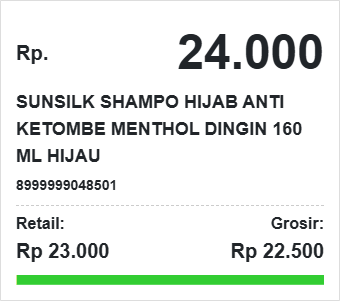 Rp. 24.000
SUNSILK SHAMPO HIJAB ANTI
KETOMBE MENTHOL DINGIN 160
ML HIJAU
8999999048501
Retail: Grosir:
Rp 23.000 Rp 22.500